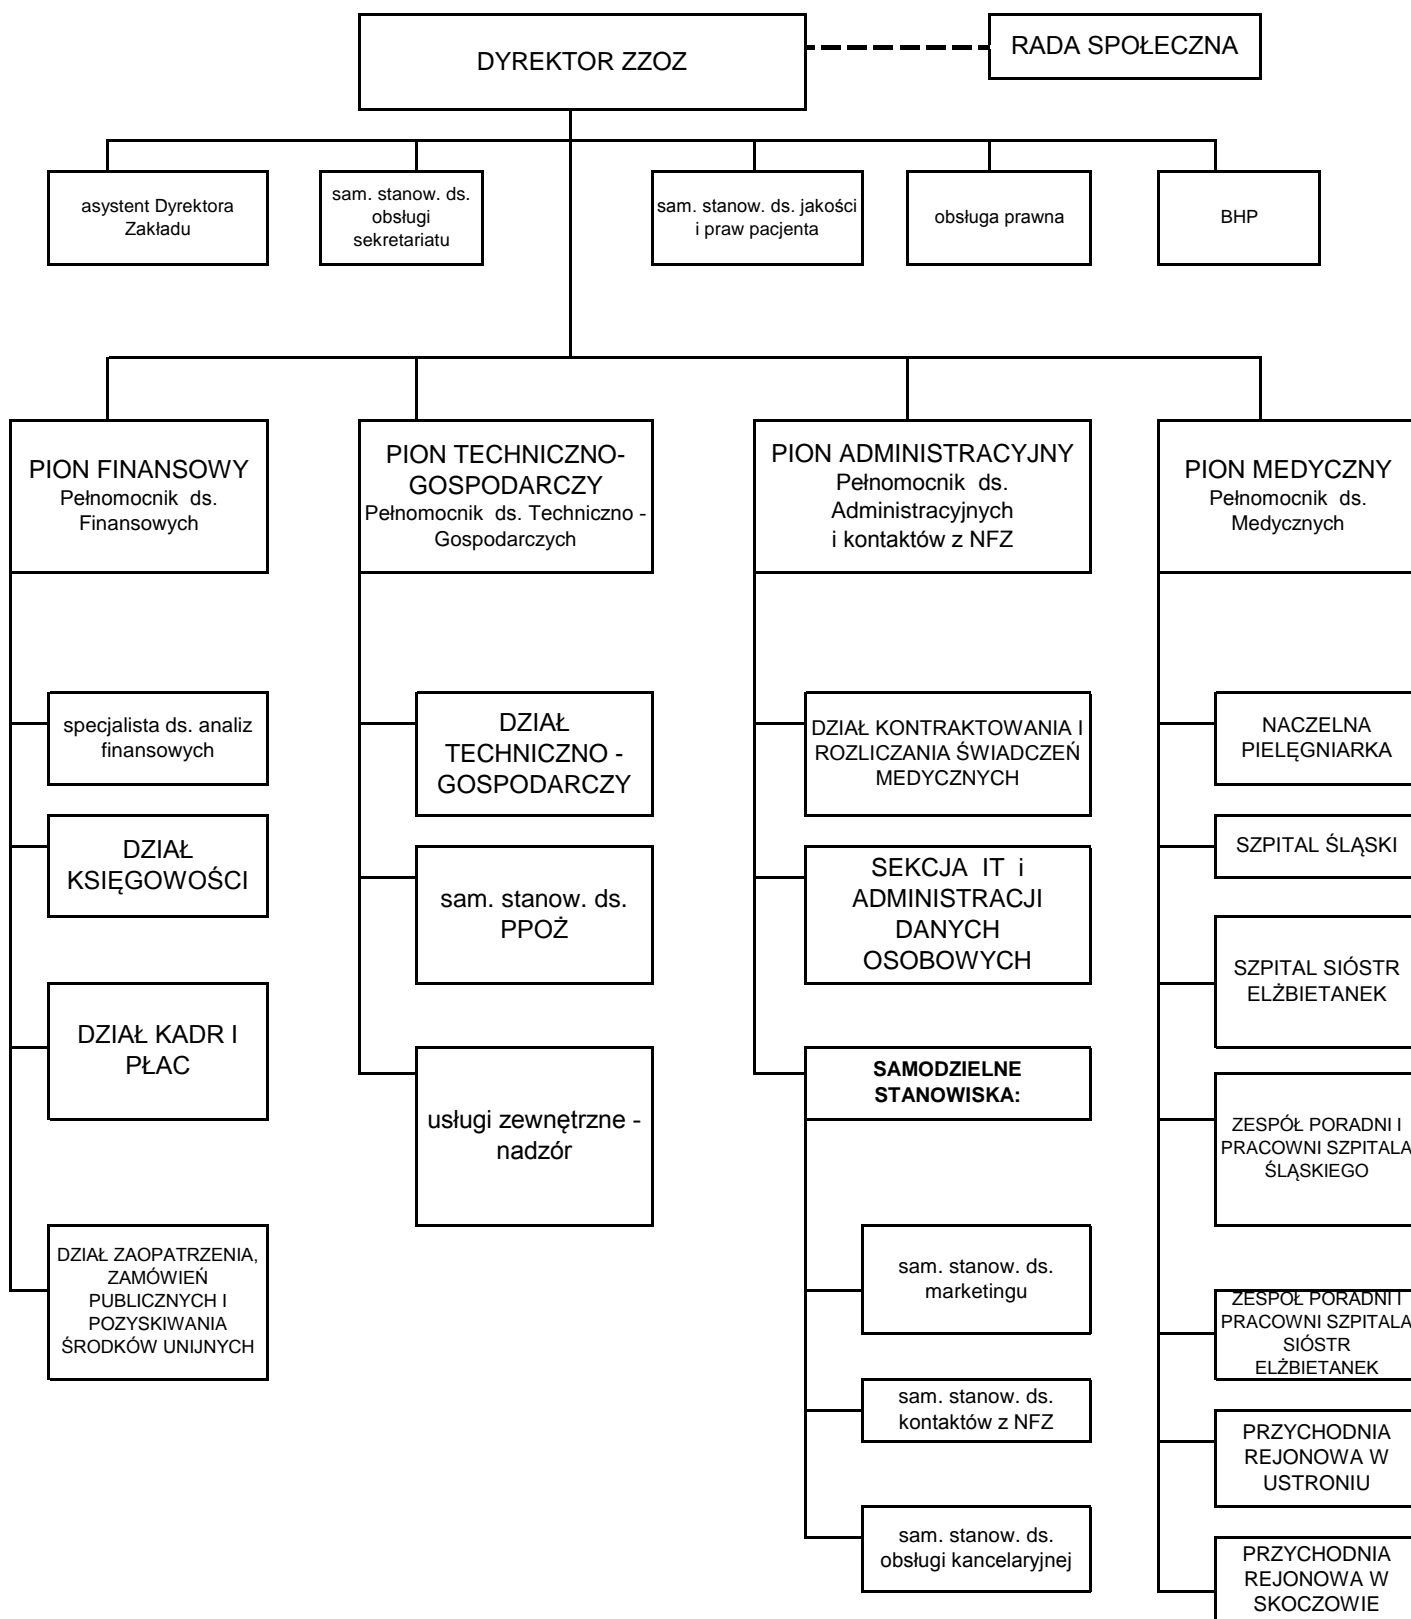 DYREKTOR ZZOZ
RADA SPOŁECZNA
asystent Dyrektora
Zakładu
sam. stanow. ds.
obsługi
sekretariatu
sam. stanow. ds. jakości
i praw pacjenta
obsługa prawna
BHP
PION FINANSOWY
Pełnomocnik ds.
Finansowych
PION TECHNICZNO-
GOSPODARCZY
Pełnomocnik ds. Techniczno -
Gospodarczych
PION ADMINISTRACYJNY
Pełnomocnik ds.
Administracyjnych
i kontaktów z NFZ
PION MEDYCZNY
Pełnomocnik ds.
Medycznych
specjalista ds. analiz
finansowych
DZIAŁ
KSIĘGOWOŚCI
DZIAŁ KADR I
PŁAC
DZIAŁ ZAOPATRZENIA,
ZAMÓWIEŃ
PUBLICZNYCH I
POZYSKIWANIA
ŚRODKÓW UNIJNYCH
DZIAŁ
TECHNICZNO -
GOSPODARCZY
sam. stanow. ds.
PPOŻ
usługi zewnętrzne -
nadzór
DZIAŁ KONTRAKTOWANIA I
ROZLICZANIA ŚWIADCZEŃ
MEDYCZNYCH
SEKCJA IT i
ADMINISTRACJI
DANYCH
OSOBOWYCH
SAMODZIELNE
STANOWISKA:
sam. stanow. ds.
marketingu
sam. stanow. ds.
kontaktów z NFZ
sam. stanow. ds.
obsługi kancelaryjnej
NACZELNA
PIELĘGNIARKA
SZPITAL ŚLĄSKI
SZPITAL SIÓSTR
ELŻBIETANEK
ZESPÓŁ PORADNI I
PRACOWNI SZPITALA
ŚLĄSKIEGO
ZESPÓŁ PORADNI I
PRACOWNI SZPITALA
SIÓSTR
ELŻBIETANEK
PRZYCHODNIA
REJONOWA W
USTRONIU
PRZYCHODNIA
REJONOWA W
SKOCZOWIE